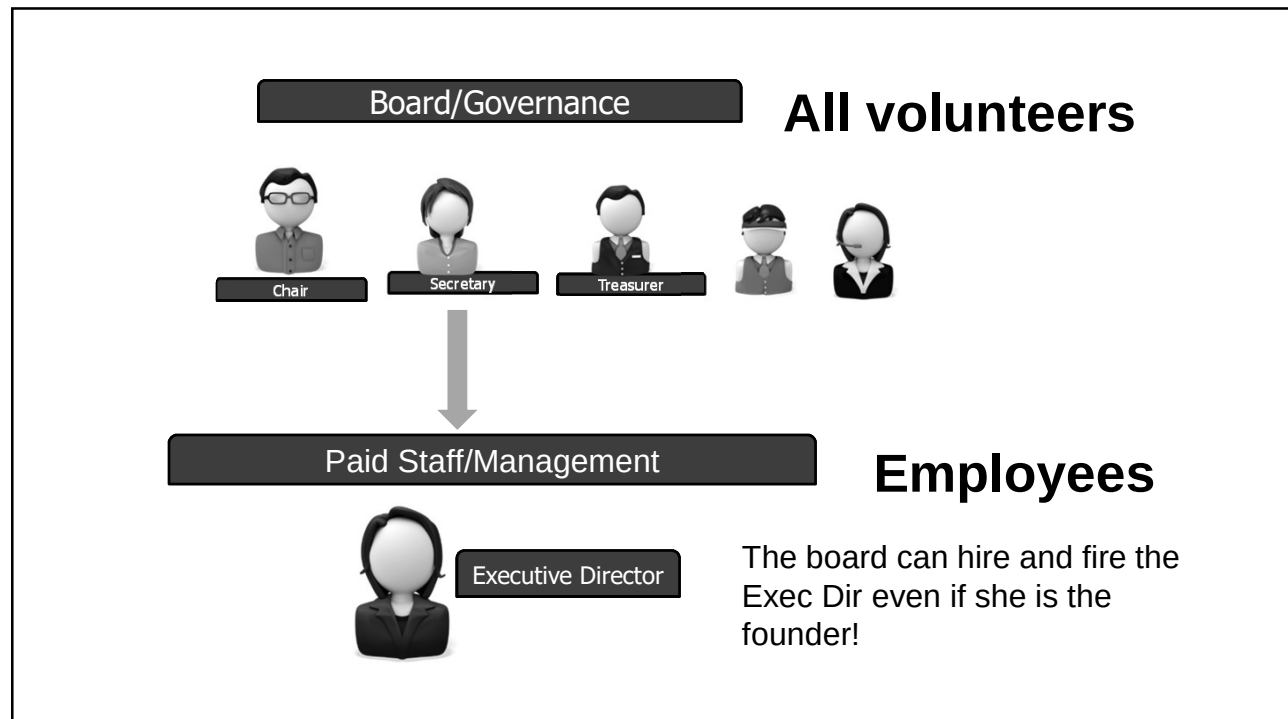 Board/Governance
All volunteers
Chair
Secretary
Treasurer
Paid Staff/Management
Employees
Executive Director
The board can hire and fire the
Exec Dir even if she is the
founder!